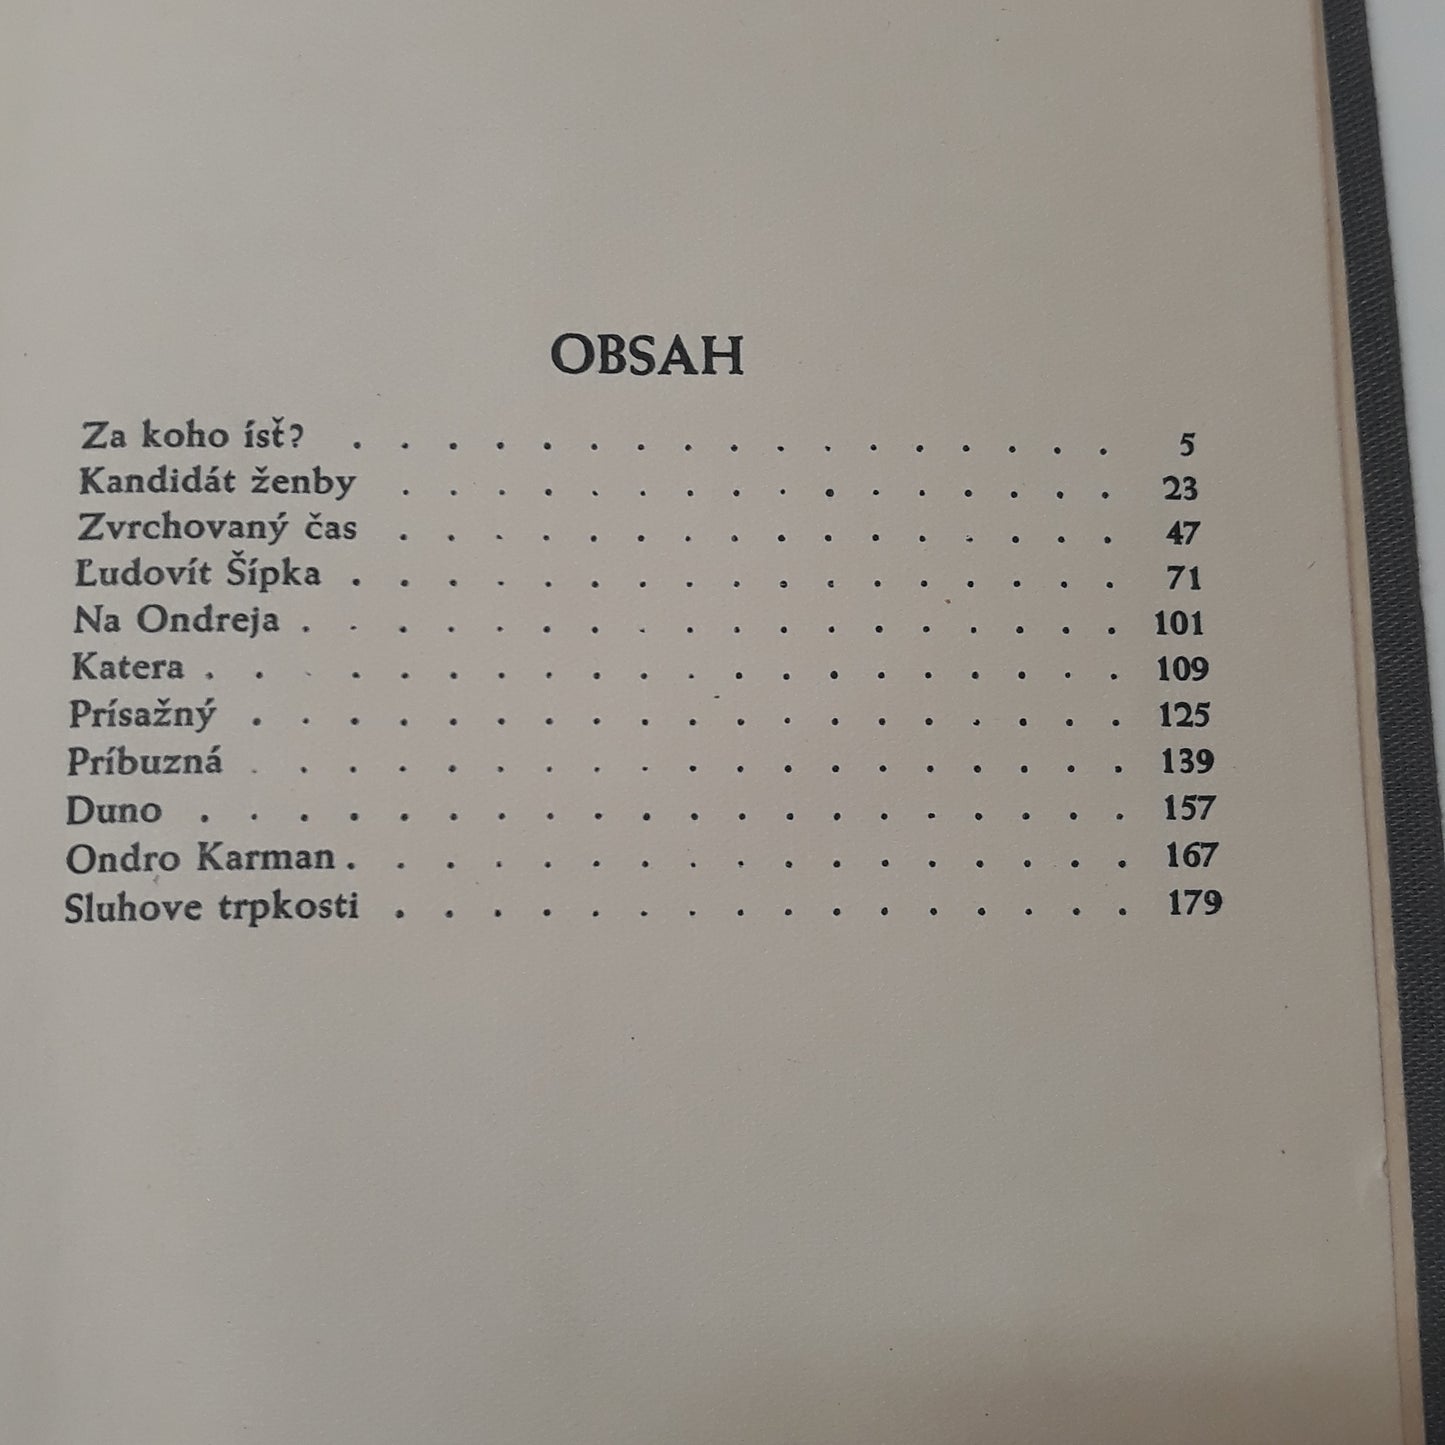 OBSAH
Za koho ísť? . . . . . . . . . . . . . . . . . 5
Kandidát ženby . . . . . . . . . . . . . . . . 23
Zvrchovaný čas . . . . . . . . . . . . . . . . 47
Ľudovít Šípka . . . . . . . . . . . . . . . . . 71
Na Ondreja . . . . . . . . . . . . . . . . . . 101
Katera . . . . . . . . . . . . . . . . . . . . 109
Prísažný . . . . . . . . . . . . . . . . . . . 125
Príbuzná . . . . . . . . . . . . . . . . . . . 139
Duno . . . . . . . . . . . . . . . . . . . . 157
Ondro Karman . . . . . . . . . . . . . . . . . 167
Sluhove trpkosti . . . . . . . . . . . . . . . . 179